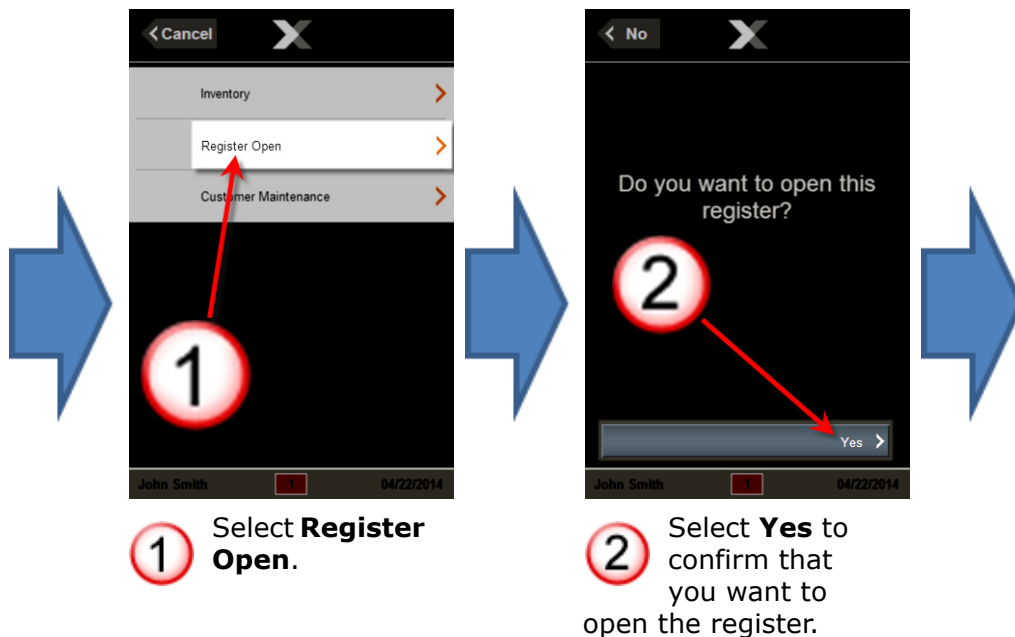 Cancel
Inventory
Register Open
Customer Maintenance
1
John Smith 1 04/22/2014
1 Select Register
Open.
No
Do you want to open this
register?
2
Yes
John Smith 1 04/22/2014
2 Select Yes to
confirm that
you want to
open the register.